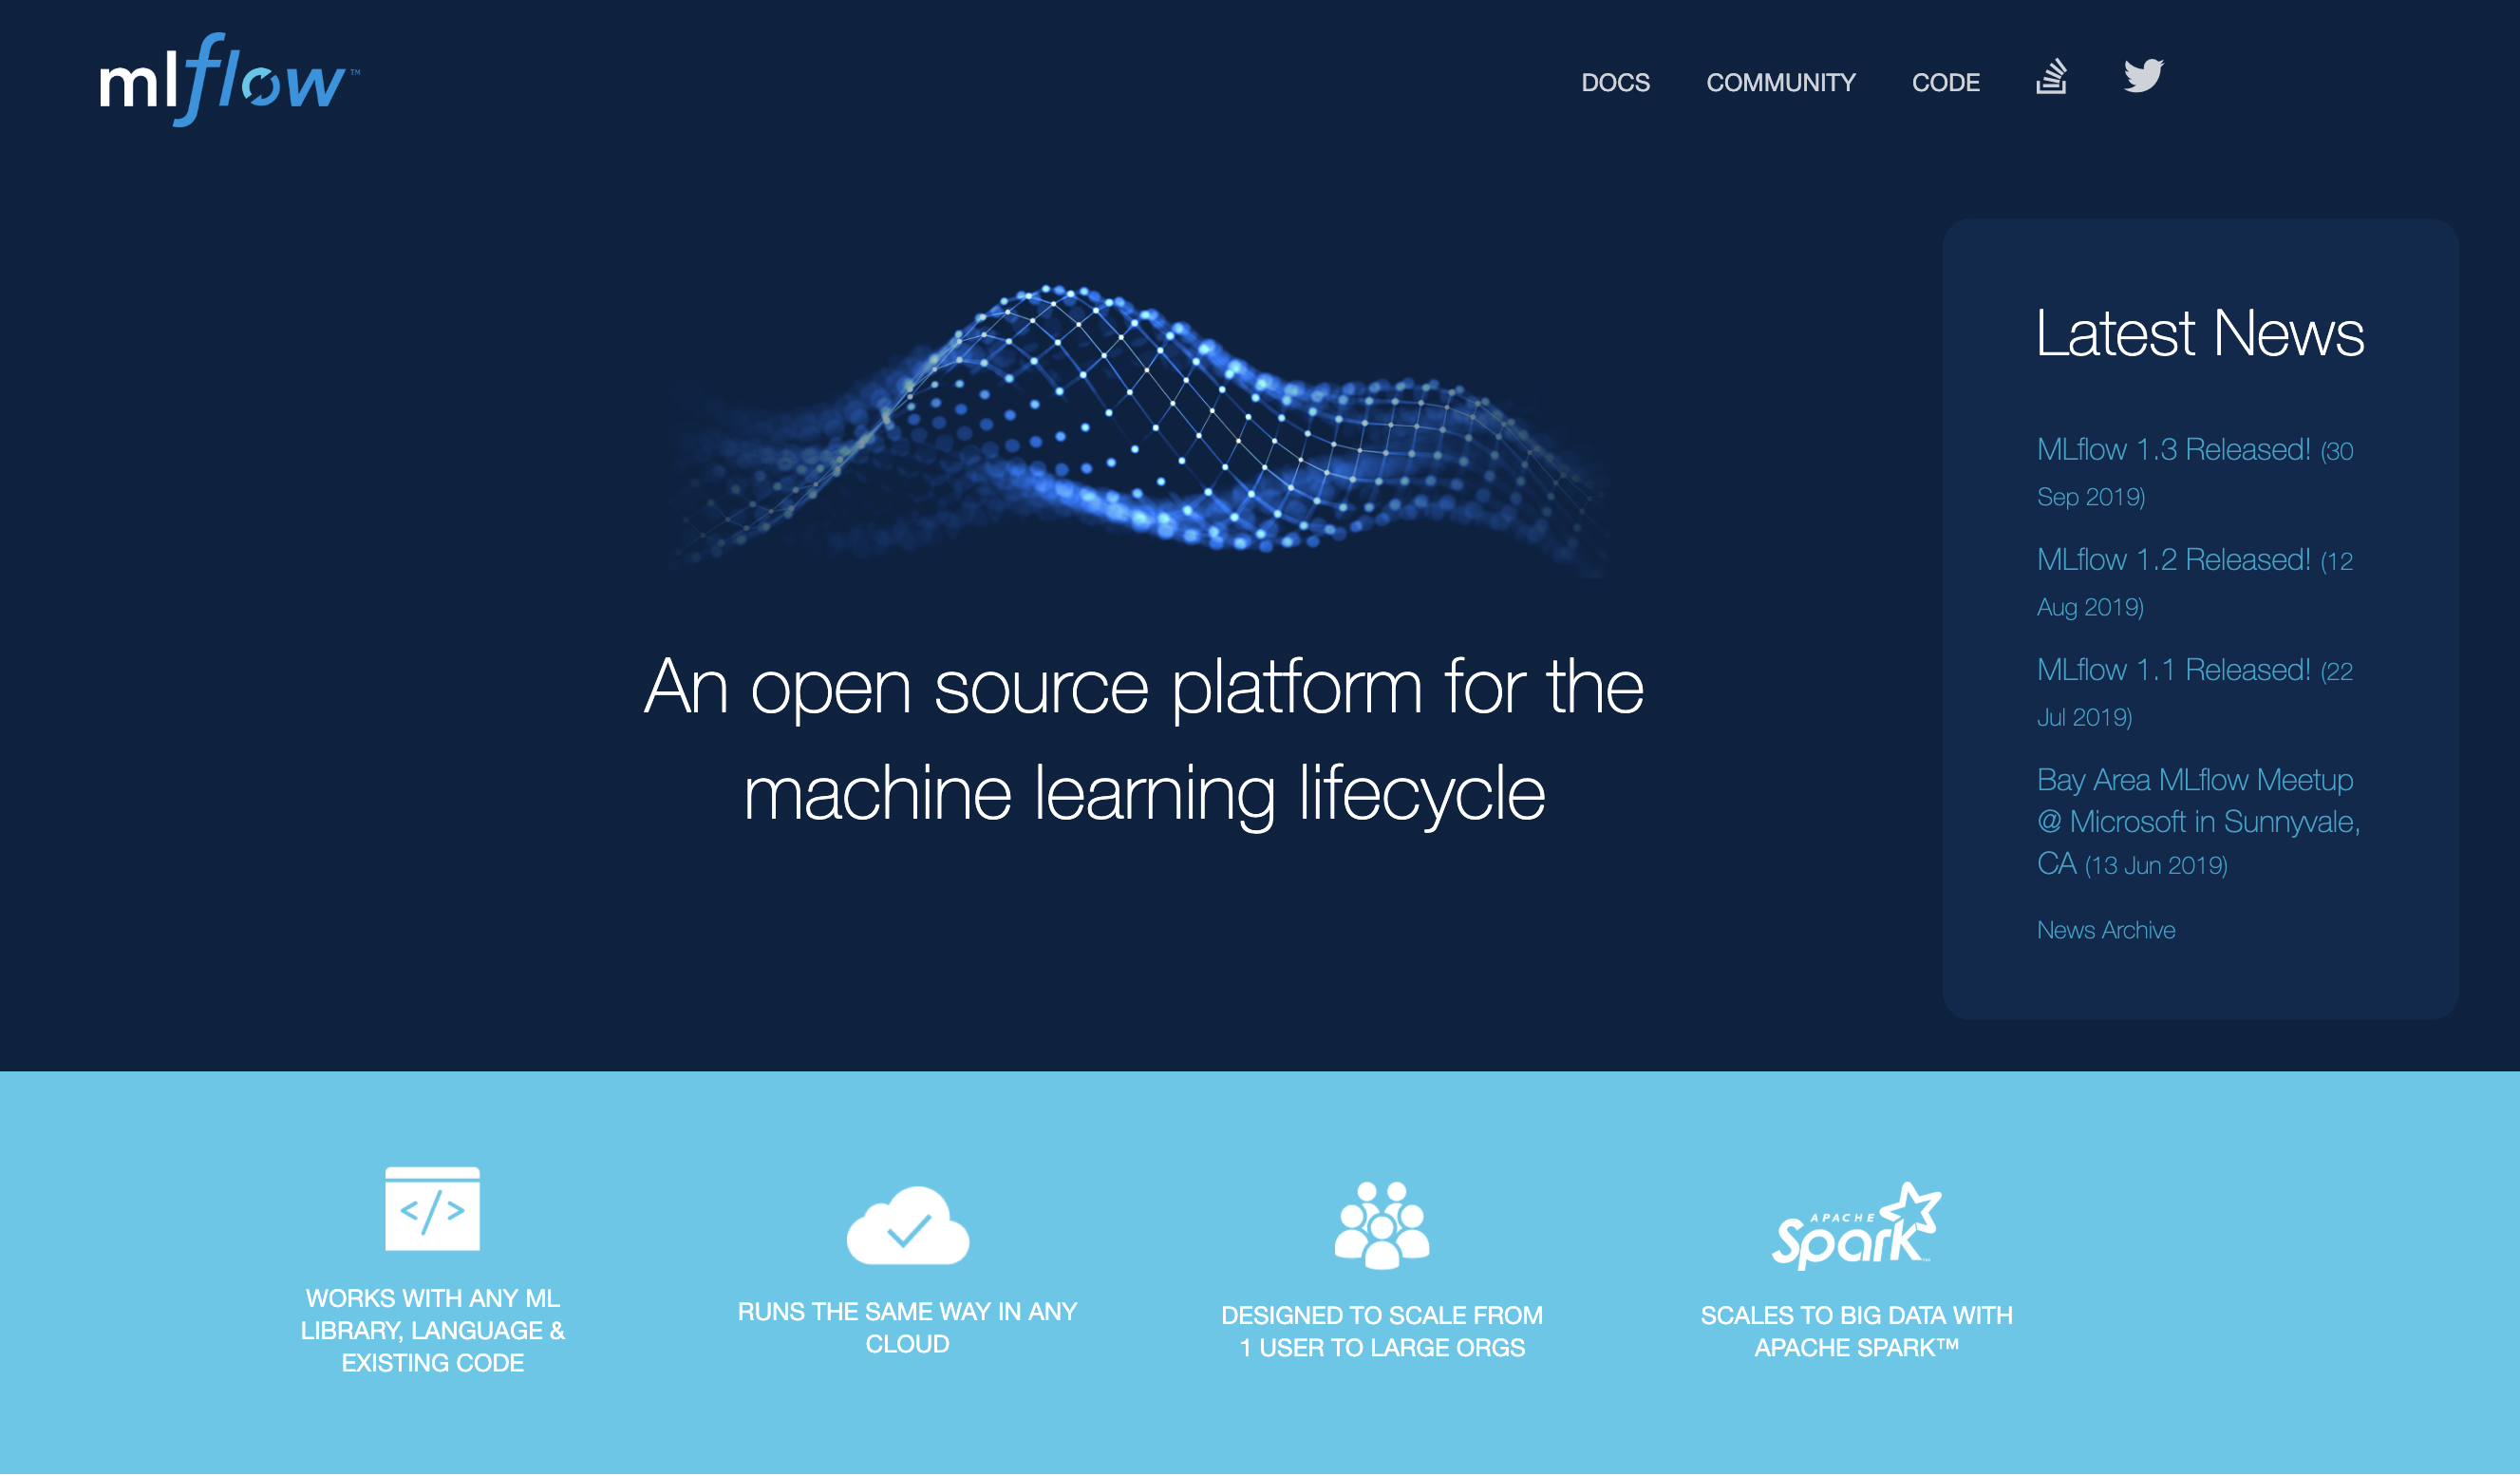 mlflow™
DOCS COMMUNITY CODE
Latest News
MLflow 1.3 Released! (30
Sep 2019)
MLflow 1.2 Released! (12
Aug 2019)
MLflow 1.1 Released! (22
Jul 2019)
Bay Area MLflow Meetup
@ Microsoft in Sunnyvale,
CA (13 Jun 2019)
News Archive
An open source platform for the
machine learning lifecycle
</>
WORKS WITH ANY ML
LIBRARY, LANGUAGE &
EXISTING CODE
RUNS THE SAME WAY IN ANY
CLOUD
DESIGNED TO SCALE FROM
1 USER TO LARGE ORGS
APACHE
Spark™
SCALES TO BIG DATA WITH
APACHE SPARK™